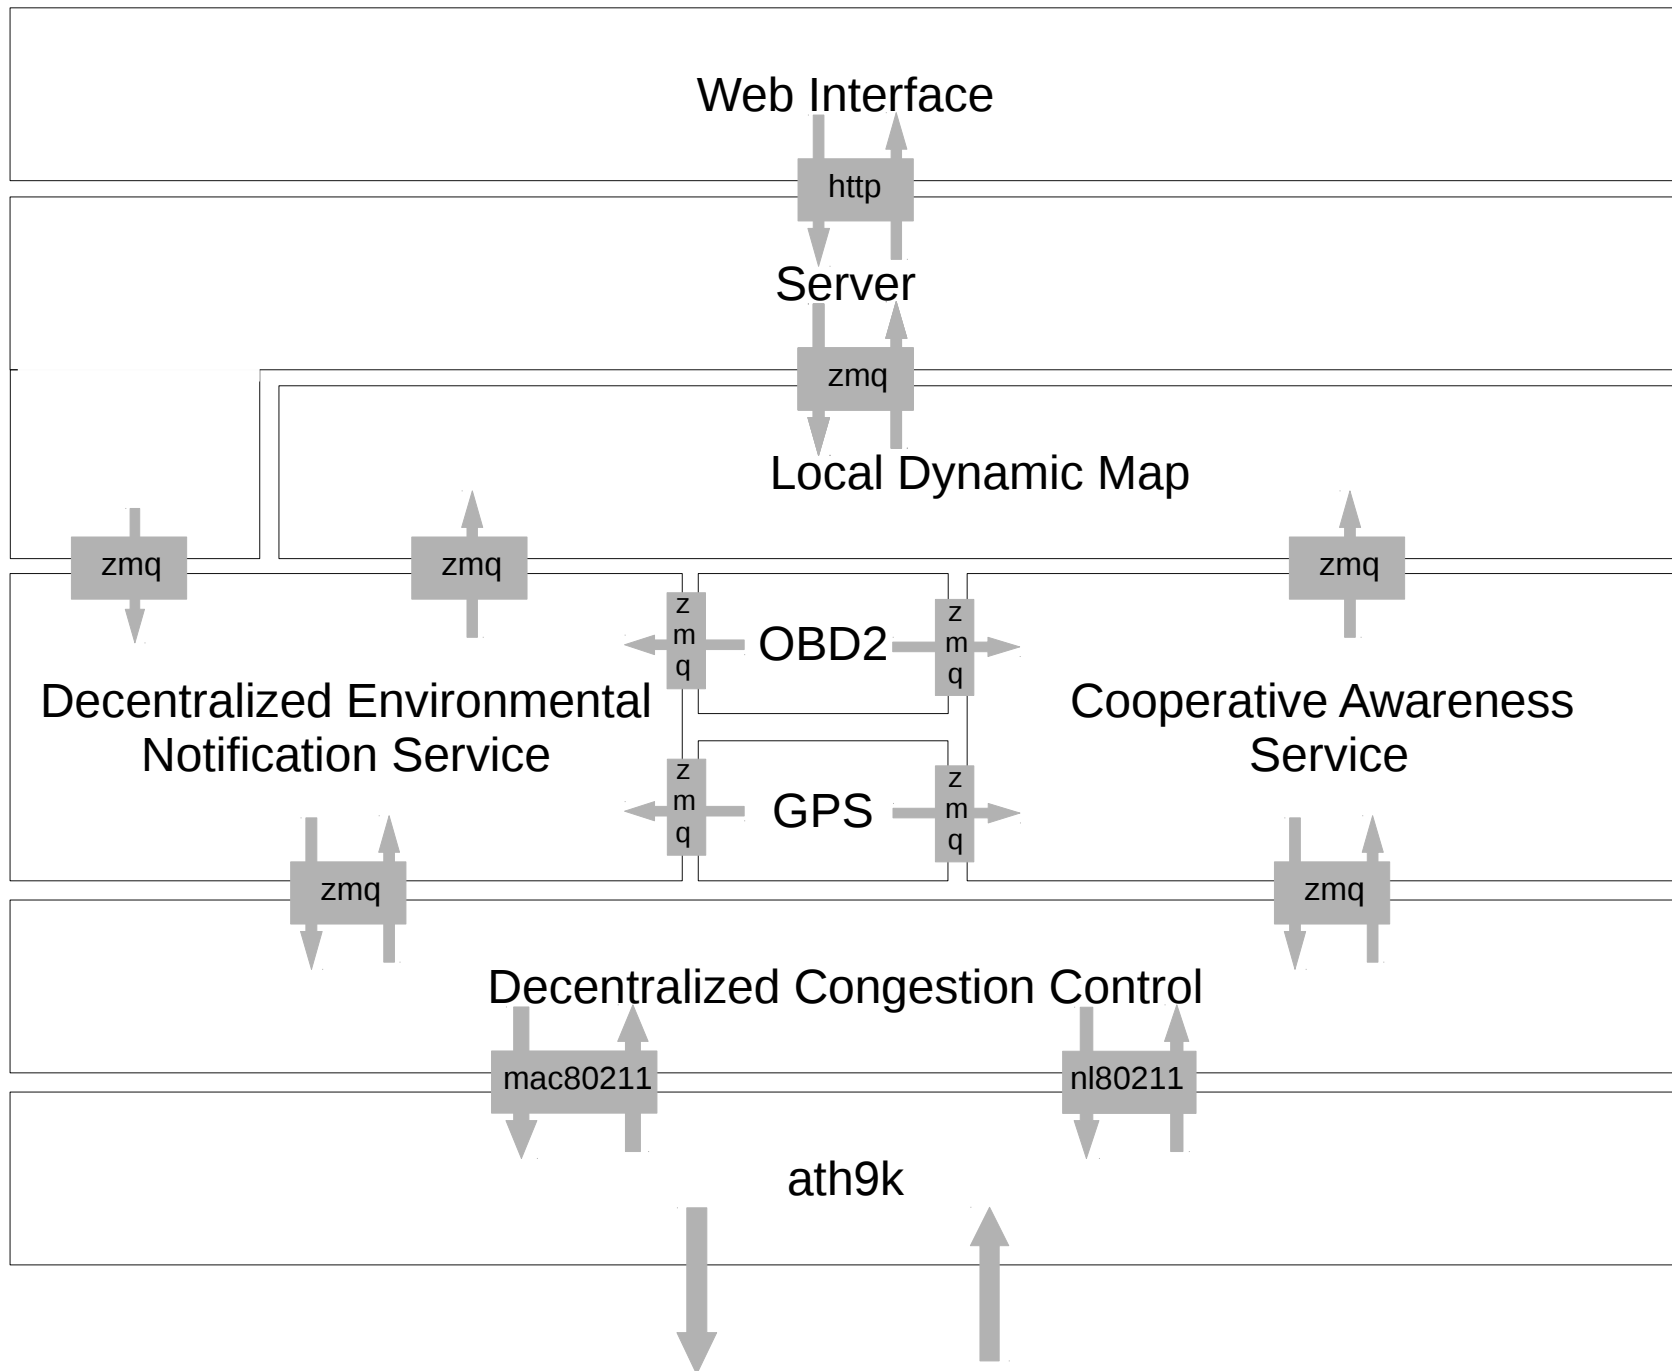 Web Interface
http
Server
zmq
Local Dynamic Map
zmq
zmq
zmq
z
m
q
OBD2
z
m
q
Decentralized Environmental
Notification Service
Cooperative Awareness
Service
z
m
q
GPS
z
m
q
zmq
zmq
Decentralized Congestion Control
mac80211
nl80211
ath9k